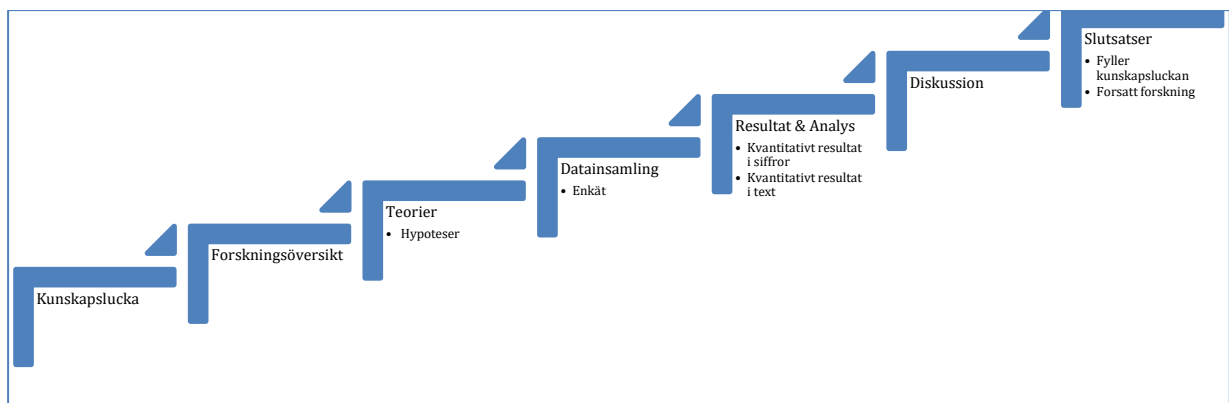 Kunskapslucka
Forskningsöversikt
Teorier
• Hypoteser
Datainsamling
• Enkät
Resultat & Analys
• Kvantitativt resultat
i siffror
• Kvantitativt resultat
i text
Diskussion
Slutsatser
• Fyller
kunskapsluckan
• Forsatt forskning